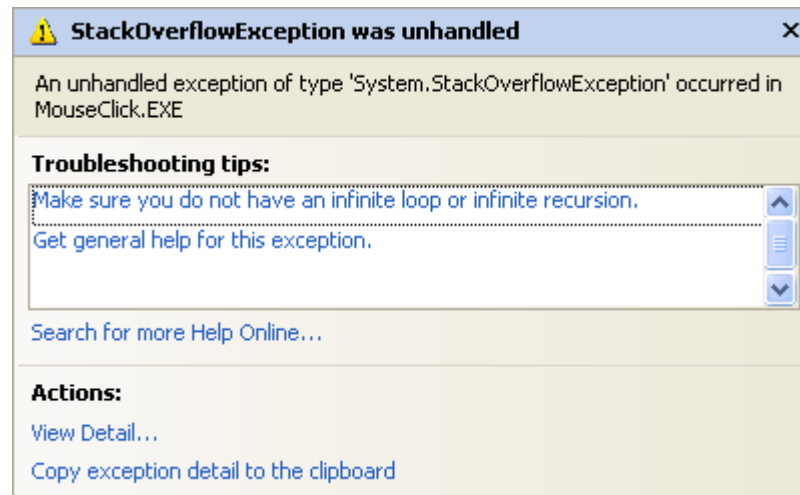 StackOverflowException was unhandled
An unhandled exception of type 'System.StackOverflowException' occurred in
MouseClick.EXE
Troubleshooting tips:
Make sure you do not have an infinite loop or infinite recursion.
Get general help for this exception.
Search for more Help Online...
Actions:
View Detail...
Copy exception detail to the clipboard